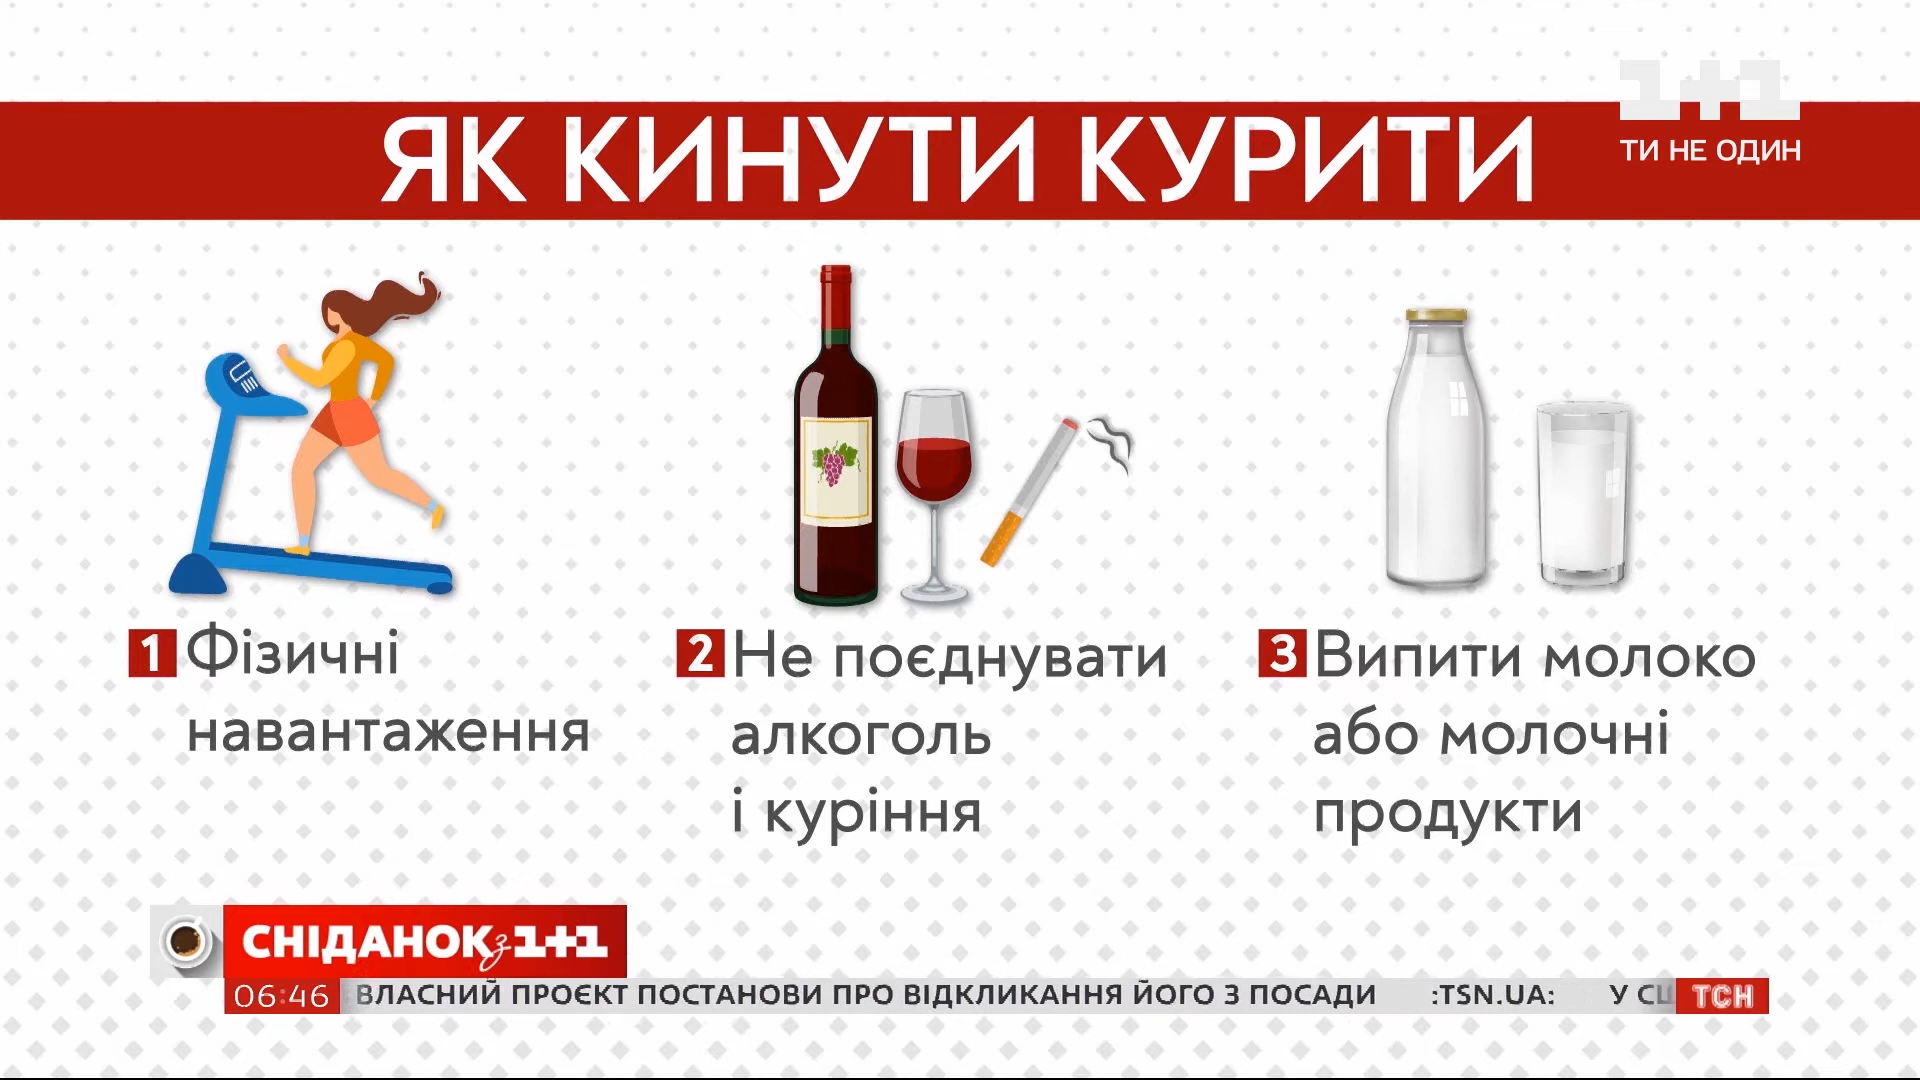 1+1
ТИ НЕ ОДИН
ЯК КИНУТИ КУРИТИ
1 Фізичні
навантаження
2 Не поєднувати
алкоголь
і куріння
3 Випити молоко
або молочні
продукти
СНІДАНОК з 1+1
06:46 ВЛАСНИЙ ПРОЄКТ ПОСТАНОВИ ПРО ВІДКЛИКАННЯ ЙОГО З ПОСАДИ :TSN.UA: У ТСН